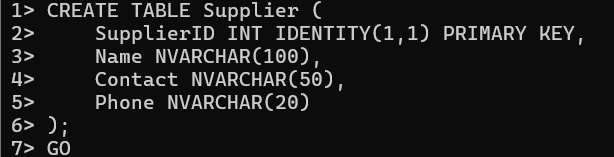 1> CREATE TABLE Supplier (
2>     SupplierID INT IDENTITY(1,1) PRIMARY KEY,
3>     Name NVARCHAR(100),
4>     Contact NVARCHAR(50),
5>     Phone NVARCHAR(20)
6> );
7> GO